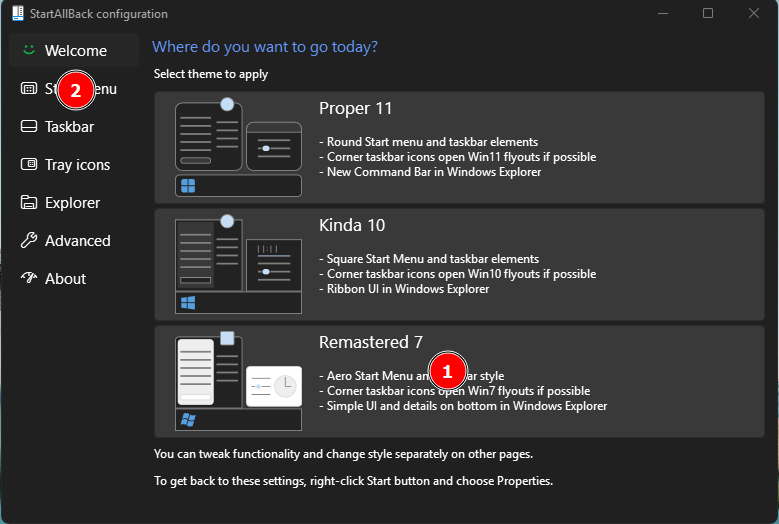 StartAllBack configuration
Welcome
2
Taskbar
Tray icons
Explorer
Advanced
About
Where do you want to go today?
Select theme to apply
Proper 11
- Round Start menu and taskbar elements
- Corner taskbar icons open Win11 flyouts if possible
- New Command Bar in Windows Explorer
Kinda 10
- Square Start Menu and taskbar elements
- Corner taskbar icons open Win10 flyouts if possible
- Ribbon UI in Windows Explorer
Remastered 7
1
- Aero Start Menu style
- Corner taskbar icons open Win7 flyouts if possible
- Simple UI and details on bottom in Windows Explorer
You can tweak functionality and change style separately on other pages.
To get back to these settings, right-click Start button and choose Properties.